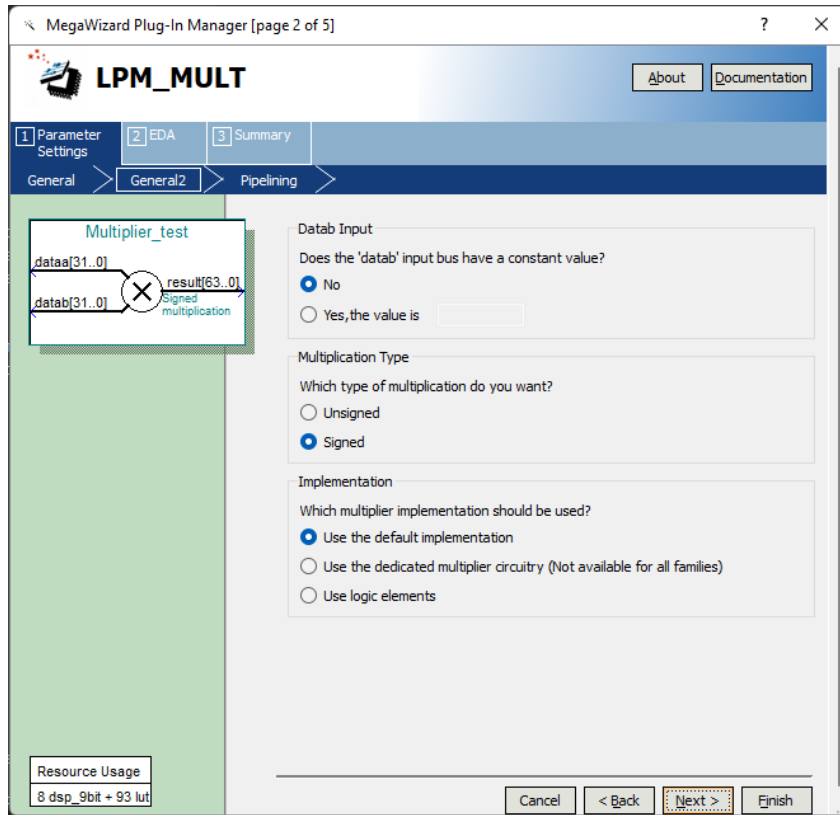 MegaWizard Plug-In Manager [page 2 of 5]
?
LPM_MULT
About
Documentation
1 Parameter Settings
2 EDA
3 Summary
General
General2
Pipelining
Multiplier_test
dataa[31..0]
result[63..0]
datab[31..0]
Signed
multiplication
Datab Input
Does the 'datab' input bus have a constant value?
No
Yes,the value is
Multiplication Type
Which type of multiplication do you want?
Unsigned
Signed
Implementation
Which multiplier implementation should be used?
Use the default implementation
Use the dedicated multiplier circuitry (Not available for all families)
Use logic elements
Resource Usage
8 dsp_9bit + 93 lut
Cancel
< Back
Next >
Finish